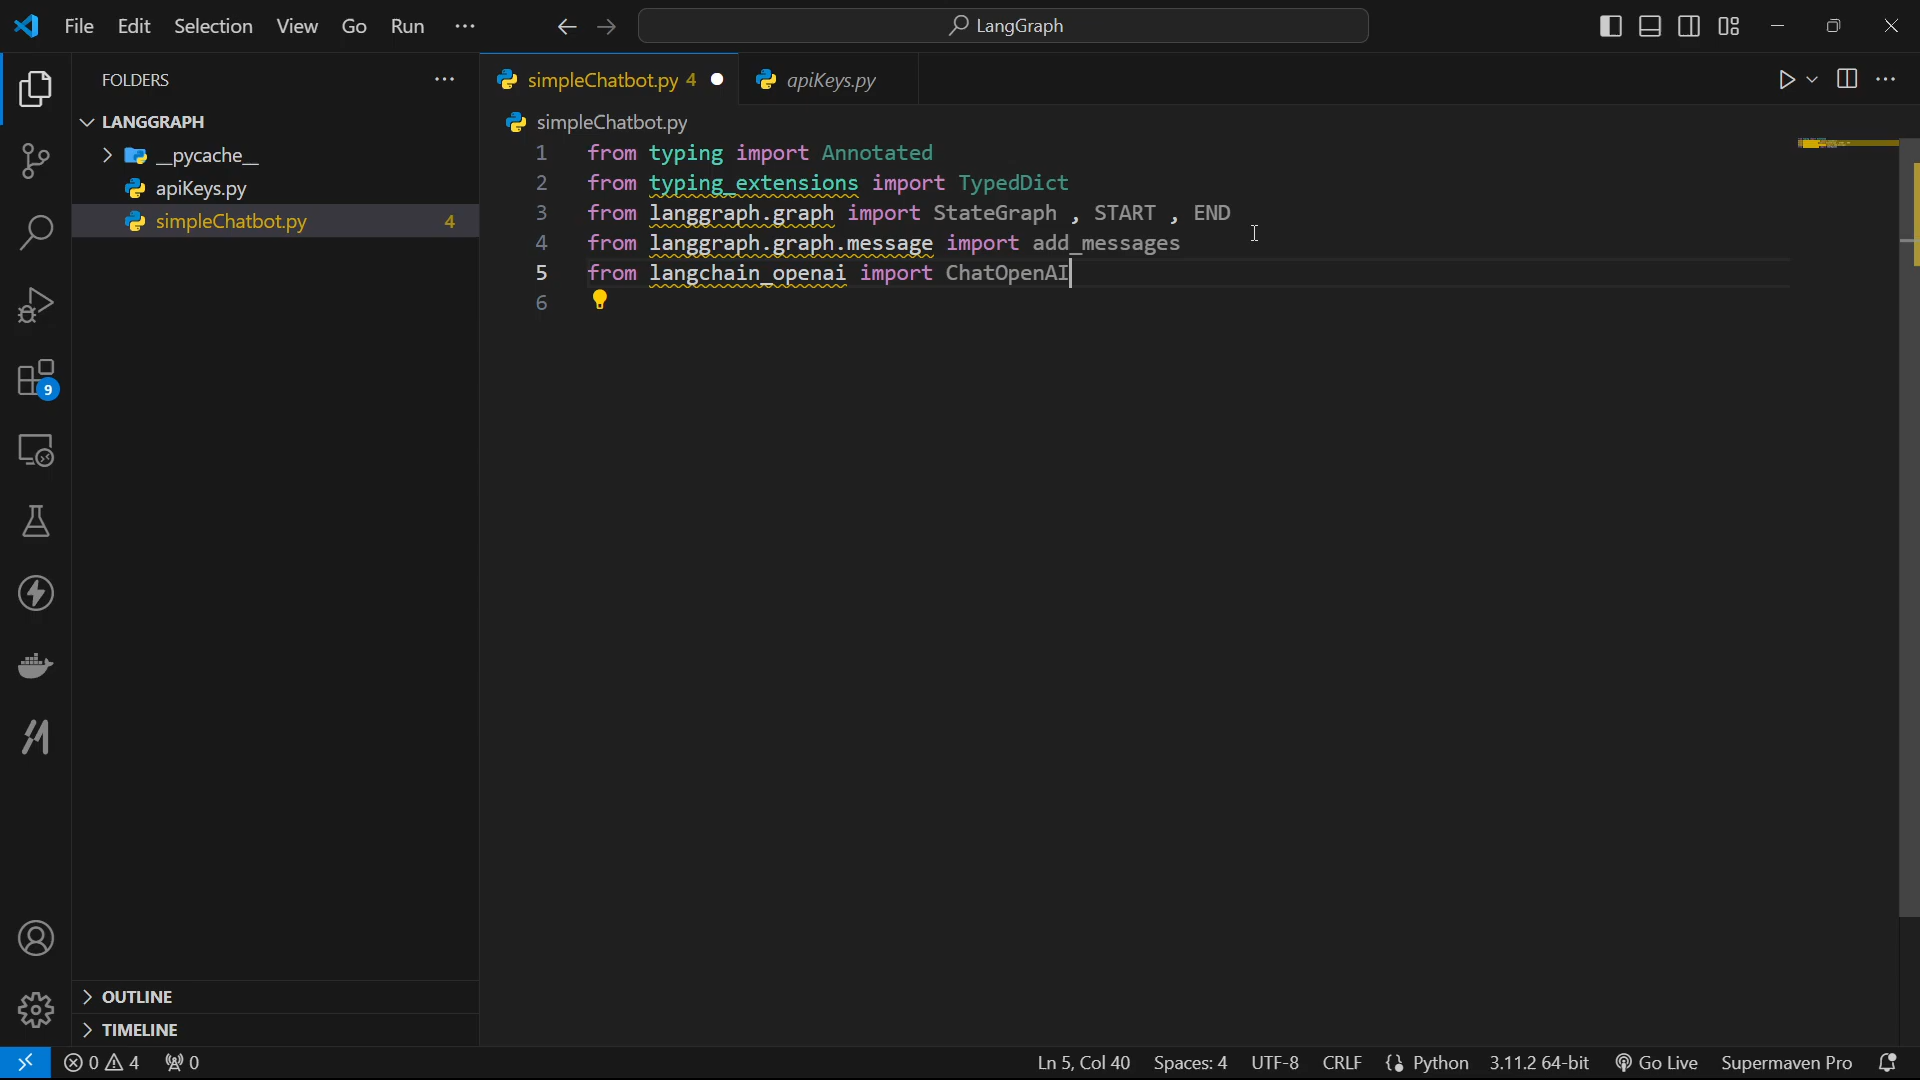 File Edit Selection View Go Run ···
LangGraph
FOLDERS ···
simpleChatbot.py 4
apiKeys.py
LANGGRAPH
simpleChatbot.py
__pycache__
apiKeys.py
simpleChatbot.py 4
1 from typing import Annotated
2 from typing_extensions import TypedDict
3 from langgraph.graph import StateGraph , START , END
4 from langgraph.graph.message import add_messages
5 from langchain_openai import ChatOpenAI
6
9
OUTLINE
TIMELINE
0 4 0 Ln 5, Col 40 Spaces: 4 UTF-8 CRLF {} Python 3.11.2 64-bit Go Live Supermaven Pro